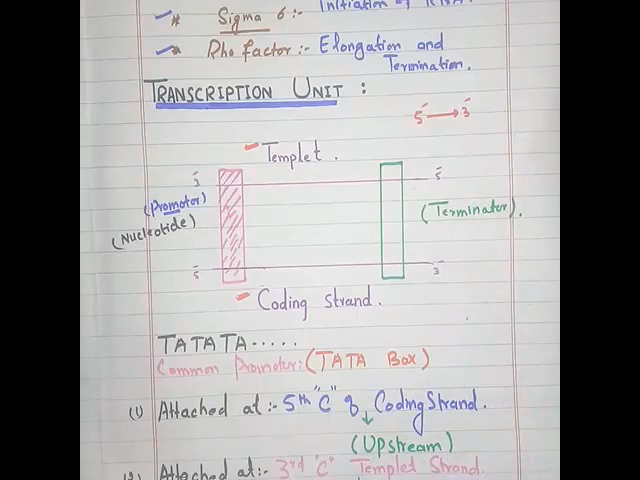 Initiation of RNA
* Sigma 6 :-
* Rho factor :- Elongation and
Termination.
TRANSCRIPTION UNIT :
5' → 3'
Templet .
3' 5'
(Promotor)
(Nucleotide)
(Terminator).
5' 3'
Coding strand.
TATATA.....
Common Promoter: (TATA Box)
(1) Attached at :- 5th "C" of Coding Strand.
↓
(Upstream)
(2) Attached at:- 3rd "C" Templet Strand.